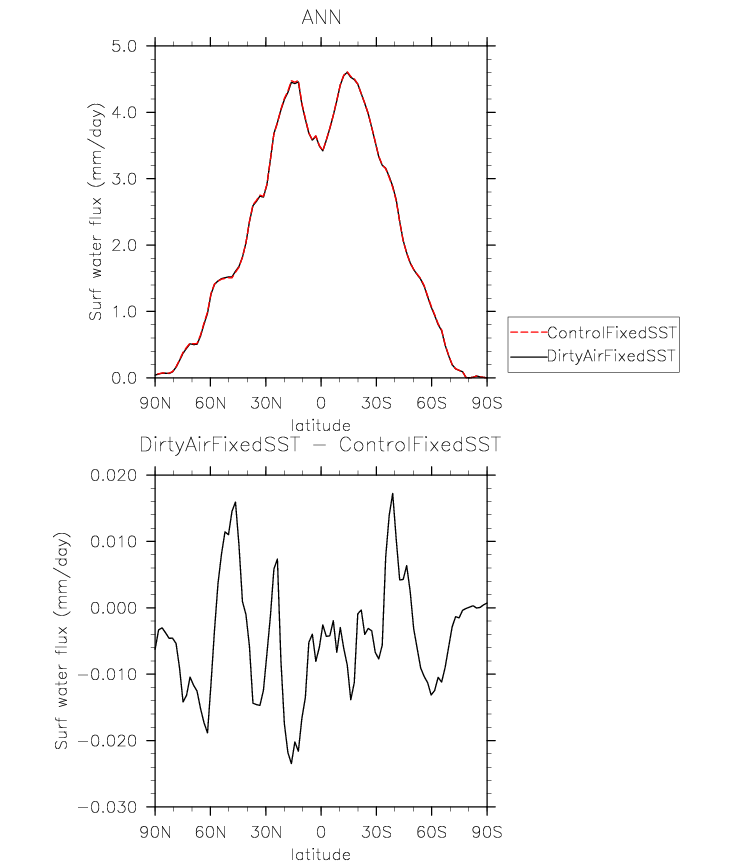 ANN
5.0
4.0
3.0
2.0
1.0
0.0
Surf water flux (mm/day)
90N 60N 30N 0 30S 60S 90S
latitude
ControlFixedSST
DirtyAirFixedSST
DirtyAirFixedSST − ControlFixedSST
0.020
0.010
0.000
−0.010
−0.020
−0.030
Surf water flux (mm/day)
90N 60N 30N 0 30S 60S 90S
latitude